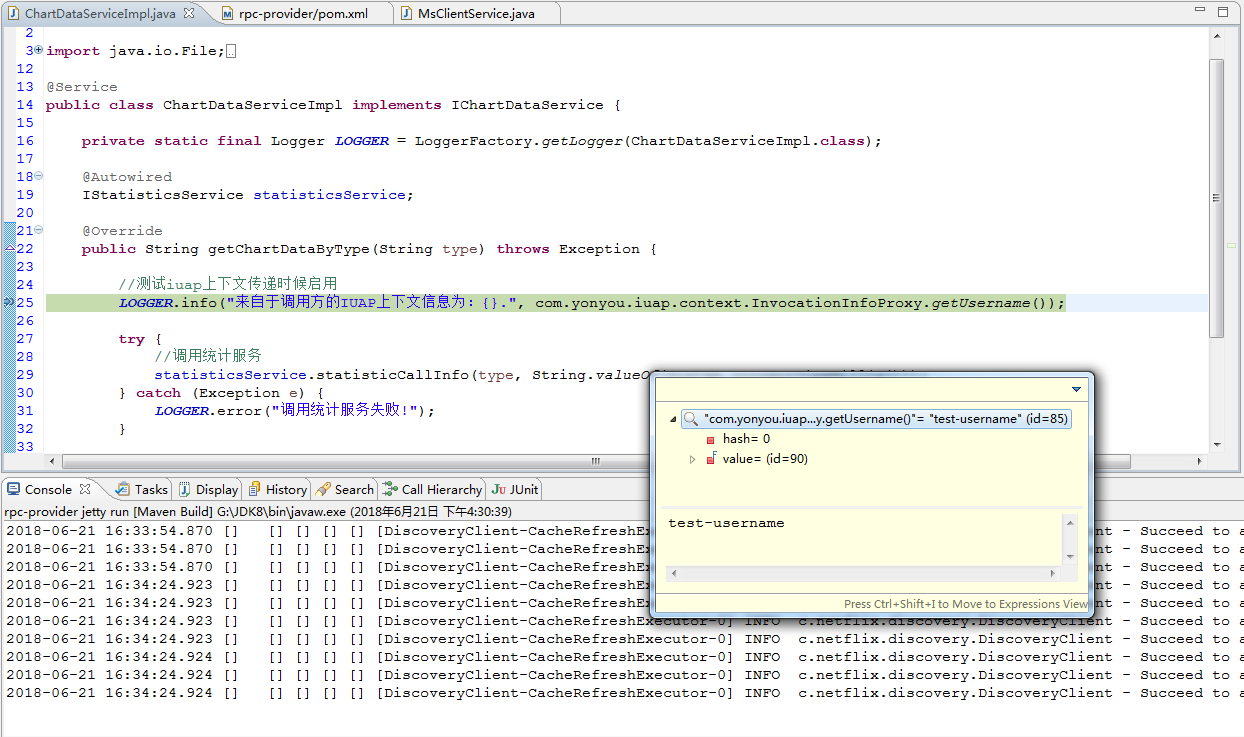 ChartDataServiceImpl.java rpc-provider/pom.xml MsClientService.java
2
3 import java.io.File;
12
13 @Service
14 public class ChartDataServiceImpl implements IChartDataService {
15
16 private static final Logger LOGGER = LoggerFactory.getLogger(ChartDataServiceImpl.class);
17
18 @Autowired
19 IStatisticsService statisticsService;
20
21 @Override
22 public String getChartDataByType(String type) throws Exception {
23
24 //测试iuap上下文传递时候启用
25 LOGGER.info("来自于调用方的IUAP上下文信息为：{}.", com.yonyou.iuap.context.InvocationInfoProxy.getUsername());
26
27 try {
28 //调用统计服务
29 statisticsService.statisticCallInfo(type, String.valueO
30 } catch (Exception e) {
31 LOGGER.error("调用统计服务失败!");
32 }
33
"com.yonyou.iuap...y.getUsername()"= "test-username" (id=85)
hash= 0
value= (id=90)
test-username
Press Ctrl+Shift+I to Move to Expressions View
Console Tasks Display History Search Call Hierarchy JUnit
rpc-provider jetty run [Maven Build] G:\JDK8\bin\javaw.exe (2018年6月21日 下午4:30:39)
2018-06-21 16:33:54.870 [] [] [] [] [] [DiscoveryClient-CacheRefreshEx nt - Succeed to a
2018-06-21 16:33:54.870 [] [] [] [] [] [DiscoveryClient-CacheRefreshEx nt - Succeed to a
2018-06-21 16:33:54.870 [] [] [] [] [] [DiscoveryClient-CacheRefreshEx nt - Succeed to a
2018-06-21 16:34:24.923 [] [] [] [] [] [DiscoveryClient-CacheRefreshEx nt - Succeed to a
2018-06-21 16:34:24.923 [] [] [] [] [] [DiscoveryClient-CacheRefreshEx nt - Succeed to a
2018-06-21 16:34:24.923 [] [] [] [] [] [DiscoveryClient-CacheRefreshExecutor-0] INFO c.netflix.discovery.DiscoveryClient - Succeed to a
2018-06-21 16:34:24.923 [] [] [] [] [] [DiscoveryClient-CacheRefreshExecutor-0] INFO c.netflix.discovery.DiscoveryClient - Succeed to a
2018-06-21 16:34:24.924 [] [] [] [] [] [DiscoveryClient-CacheRefreshExecutor-0] INFO c.netflix.discovery.DiscoveryClient - Succeed to a
2018-06-21 16:34:24.924 [] [] [] [] [] [DiscoveryClient-CacheRefreshExecutor-0] INFO c.netflix.discovery.DiscoveryClient - Succeed to a
2018-06-21 16:34:24.924 [] [] [] [] [] [DiscoveryClient-CacheRefreshExecutor-0] INFO c.netflix.discovery.DiscoveryClient - Succeed to a